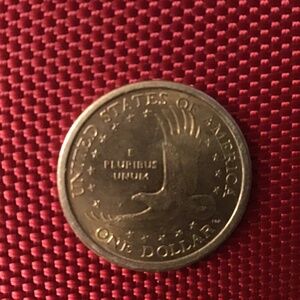 UNITED STATES OF AMERICA
E
PLURIBUS
UNUM
ONE DOLLAR